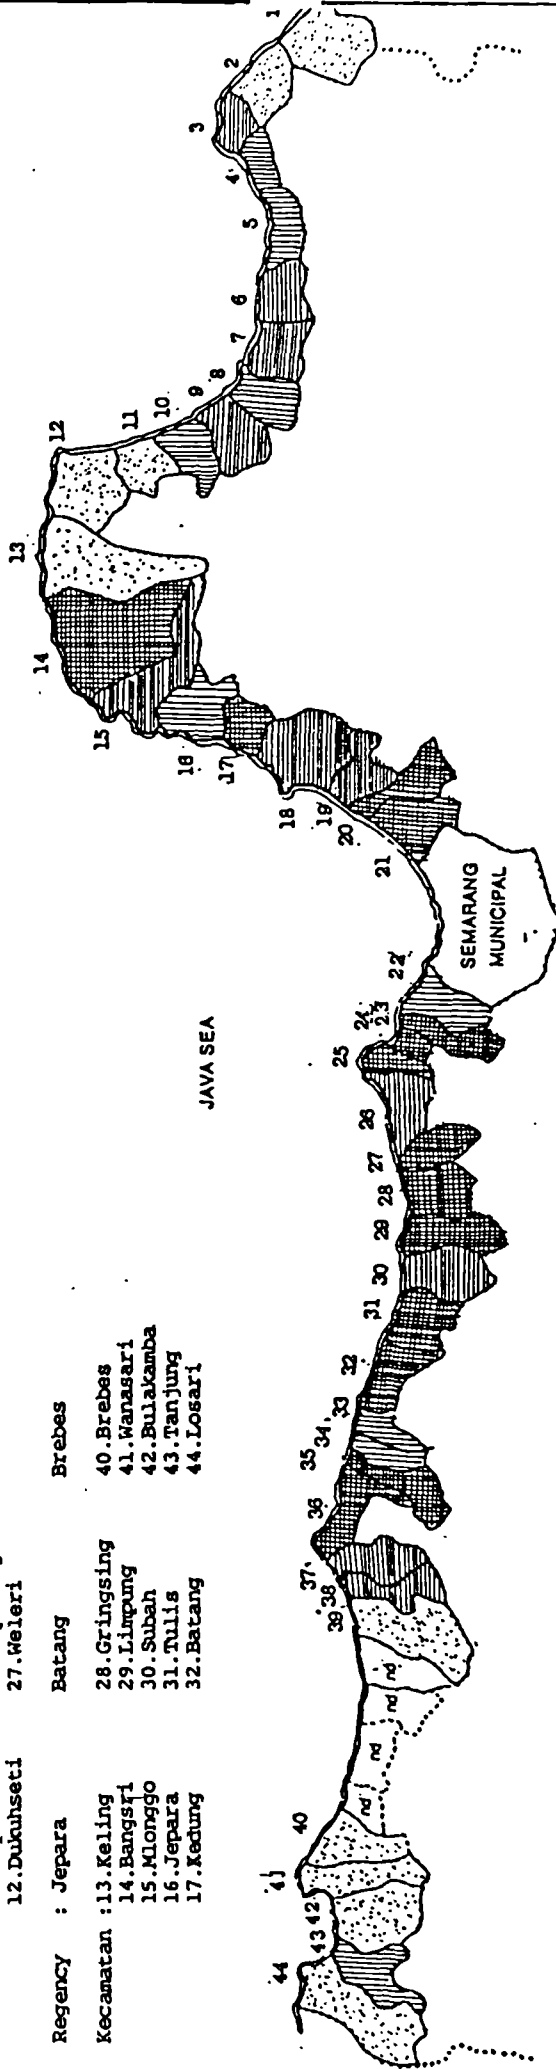 12.Dukuhseti 27.Weleri
Regency : Jepara Batang Brebes
Kecamatan :13.Keling 28.Gringsing 40.Brebes
14.Bangsri 29.Limpung 41.Wanasari
15.Mlonggo 30.Subah 42.Bulakamba
16.Jepara 31.Tulis 43.Tanjung
17.Kedung 32.Batang 44.Losari
JAVA SEA
SEMARANG
MUNICIPAL
44 43 42 41 40 nd nd nd nd 39 38 37 36 35 34 33 32 31 30 29 28 27 26 25 24 23 22 21 20 19 18 17 16 15 14 13 12 11 10 9 8 7 6 5 4 3 2 1